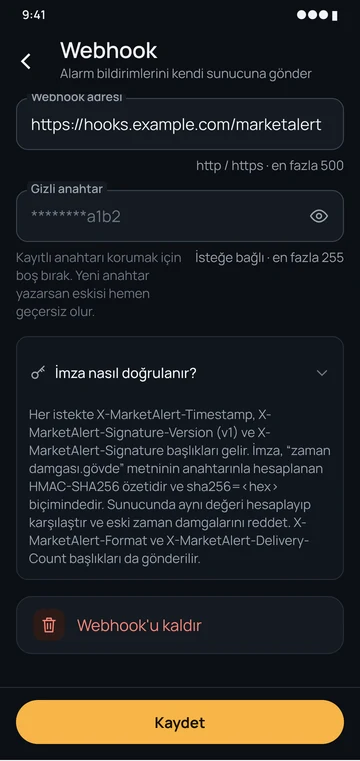 9:41
Webhook
Alarm bildirimlerini kendi sunucuna gönder
Webhook adresi
https://hooks.example.com/marketalert
http / https · en fazla 500
Gizli anahtar
********a1b2
Kayıtlı anahtarı korumak için
boş bırak. Yeni anahtar
yazarsan eskisi hemen
geçersiz olur.
İsteğe bağlı · en fazla 255
İmza nasıl doğrulanır?
Her istekte X-MarketAlert-Timestamp, X-
MarketAlert-Signature-Version (v1) ve X-
MarketAlert-Signature başlıkları gelir. İmza, “zaman
damgası.gövde” metninin anahtarınla hesaplanan
HMAC-SHA256 özetidir ve sha256=<hex>
biçimindedir. Sunucunda aynı değeri hesaplayıp
karşılaştır ve eski zaman damgalarını reddet. X-
MarketAlert-Format ve X-MarketAlert-Delivery-
Count başlıkları da gönderilir.
Webhook'u kaldır
Kaydet